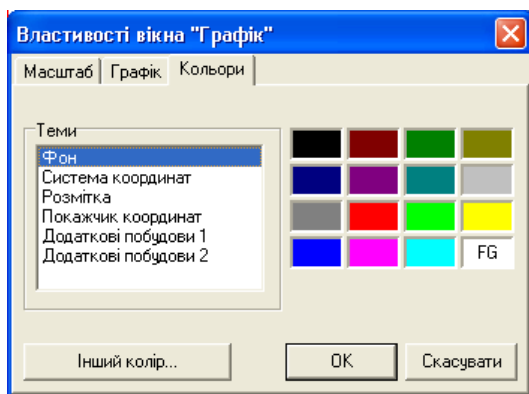 Властивості вікна "Графік"
Масштаб Графік Кольори
Теми
Фон
Система координат
Розмітка
Покажчик координат
Додаткові побудови 1
Додаткові побудови 2
FG
Інший колір... OK Скасувати